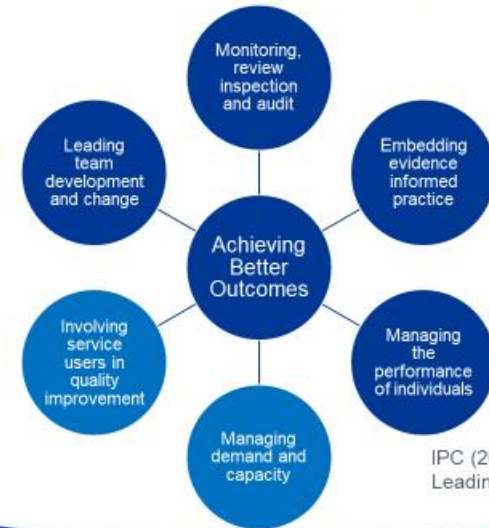 Monitoring,
review
inspection
and audit
Leading
team
development
and change
Embedding
evidence
informed
practice
Achieving
Better
Outcomes
Involving
service
users in
quality
improvement
Managing
the
performance
of individuals
Managing
demand and
capacity
IPC